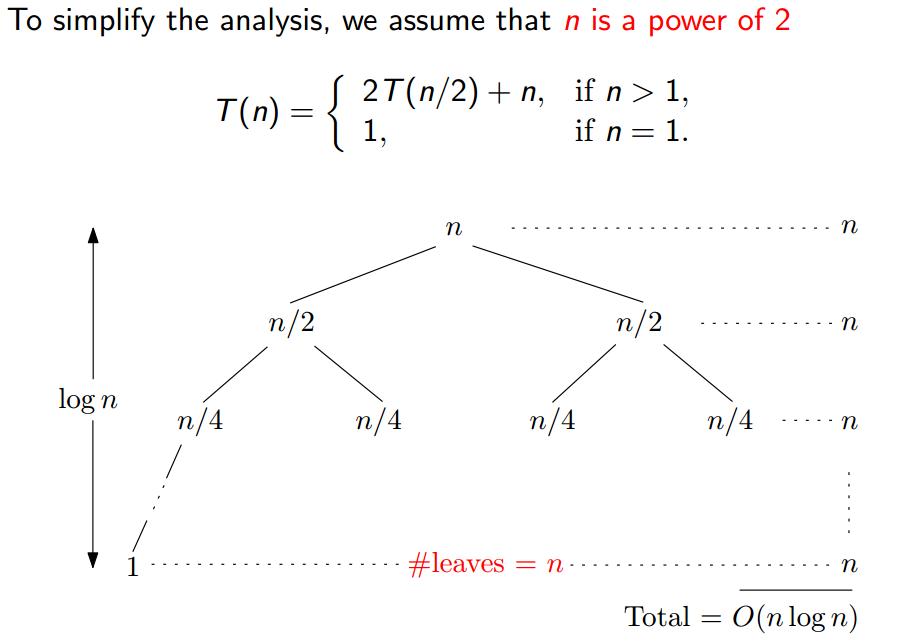 To simplify the analysis, we assume that n is a power of 2
T(n) = { 2T(n/2) + n, if n > 1,
1, if n = 1.
n n
n/2 n/2 n
log n
n/4 n/4 n/4 n/4 n
1 #leaves = n n
Total = O(n log n)